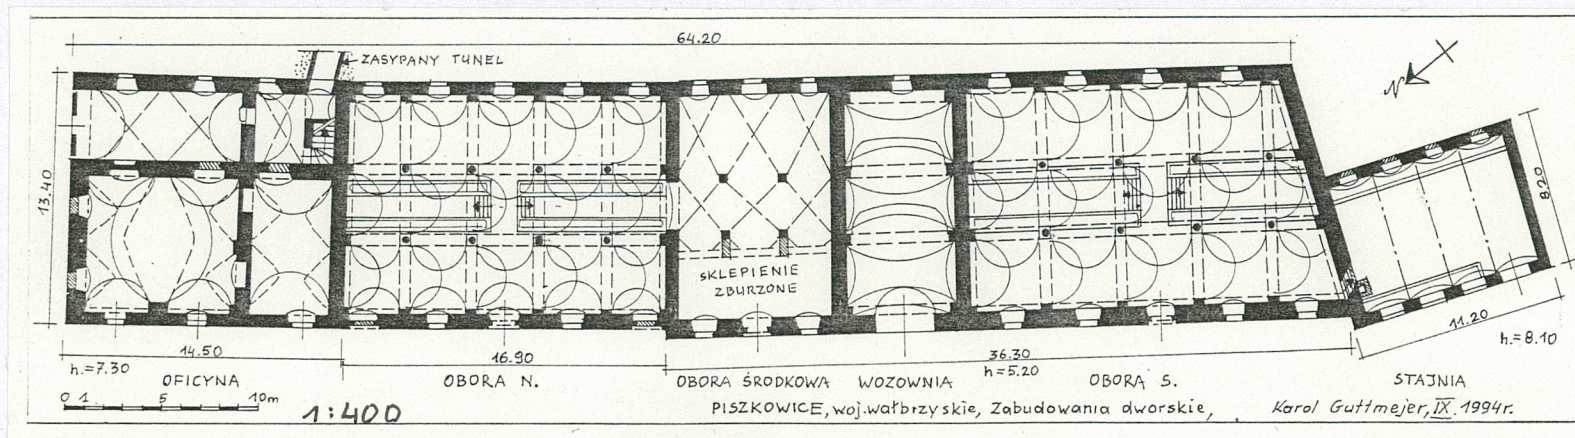 64.20
ZASYPANY TUNEL
N
13.40
8.20
SKLEPIENIE
ZBURZONE
14.50
16.90
36.30
11.20
h.=7.30
h=5.20
h.=8.10
OFICYNA
OBORA N.
OBORA ŚRODKOWA
WOZOWNIA
OBORA S.
STAJNIA
0 1 5 10m
1:400
PISZKOWICE, woj. wałbrzyskie, Zabudowania dworskie,
Karol Guttmejer, IX. 1994r.